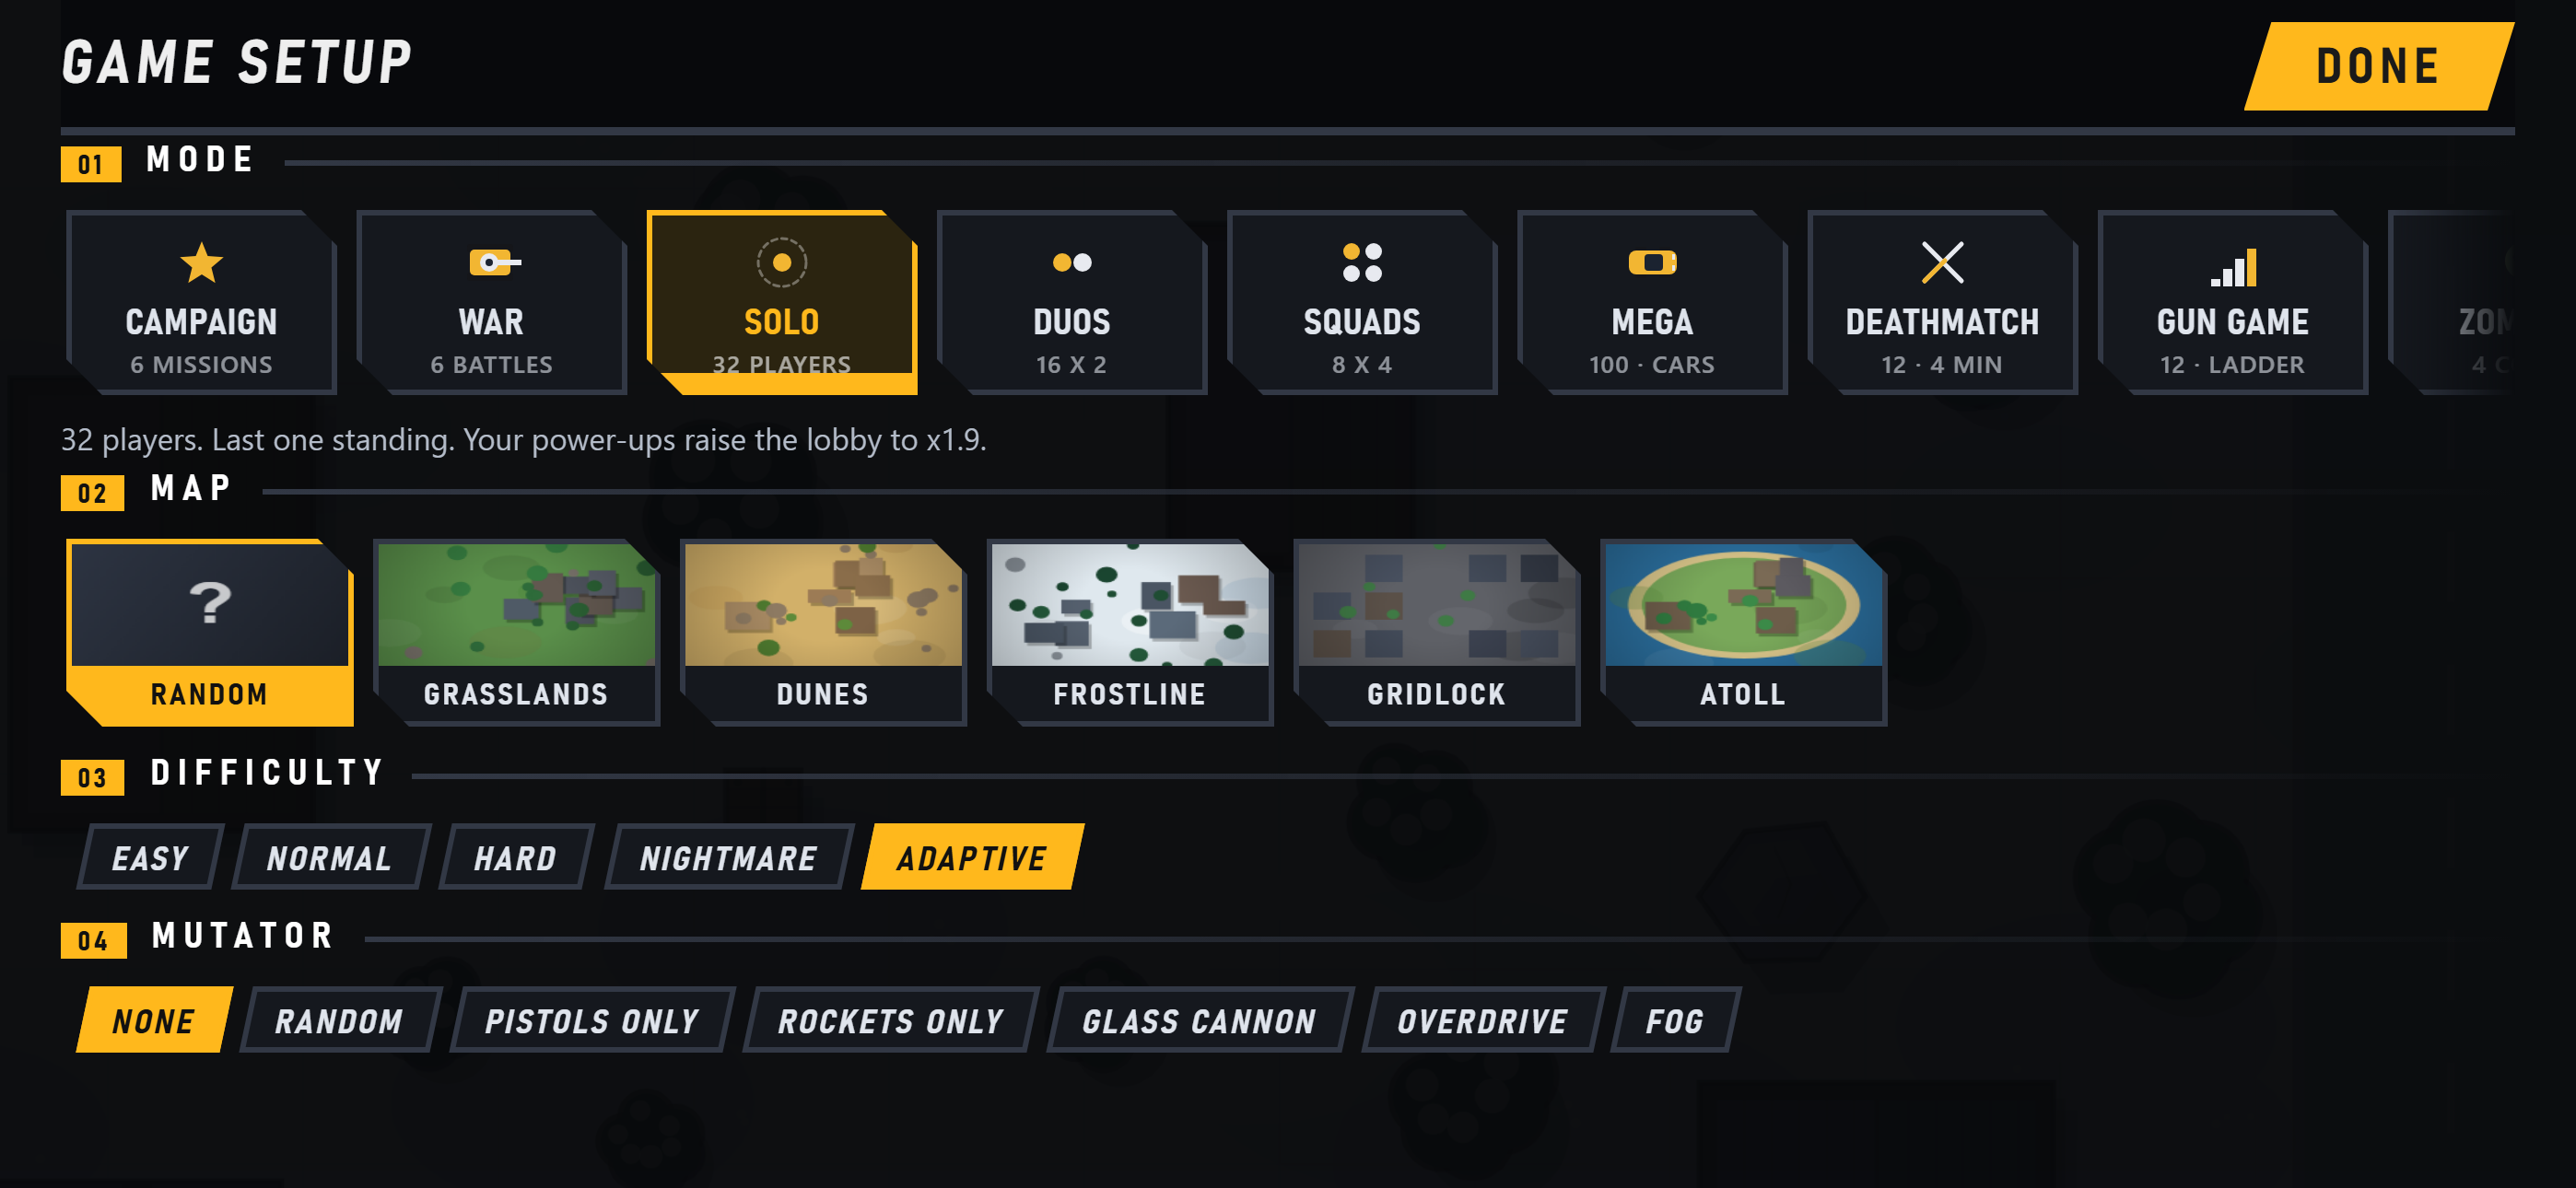 GAME SETUP
DONE
01 MODE
CAMPAIGN
6 MISSIONS
WAR
6 BATTLES
SOLO
32 PLAYERS
DUOS
16 X 2
SQUADS
8 X 4
MEGA
100 · CARS
DEATHMATCH
12 · 4 MIN
GUN GAME
12 · LADDER
32 players. Last one standing. Your power-ups raise the lobby to x1.9.
02 MAP
?
RANDOM
GRASSLANDS
DUNES
FROSTLINE
GRIDLOCK
ATOLL
03 DIFFICULTY
EASY
NORMAL
HARD
NIGHTMARE
ADAPTIVE
04 MUTATOR
NONE
RANDOM
PISTOLS ONLY
ROCKETS ONLY
GLASS CANNON
OVERDRIVE
FOG